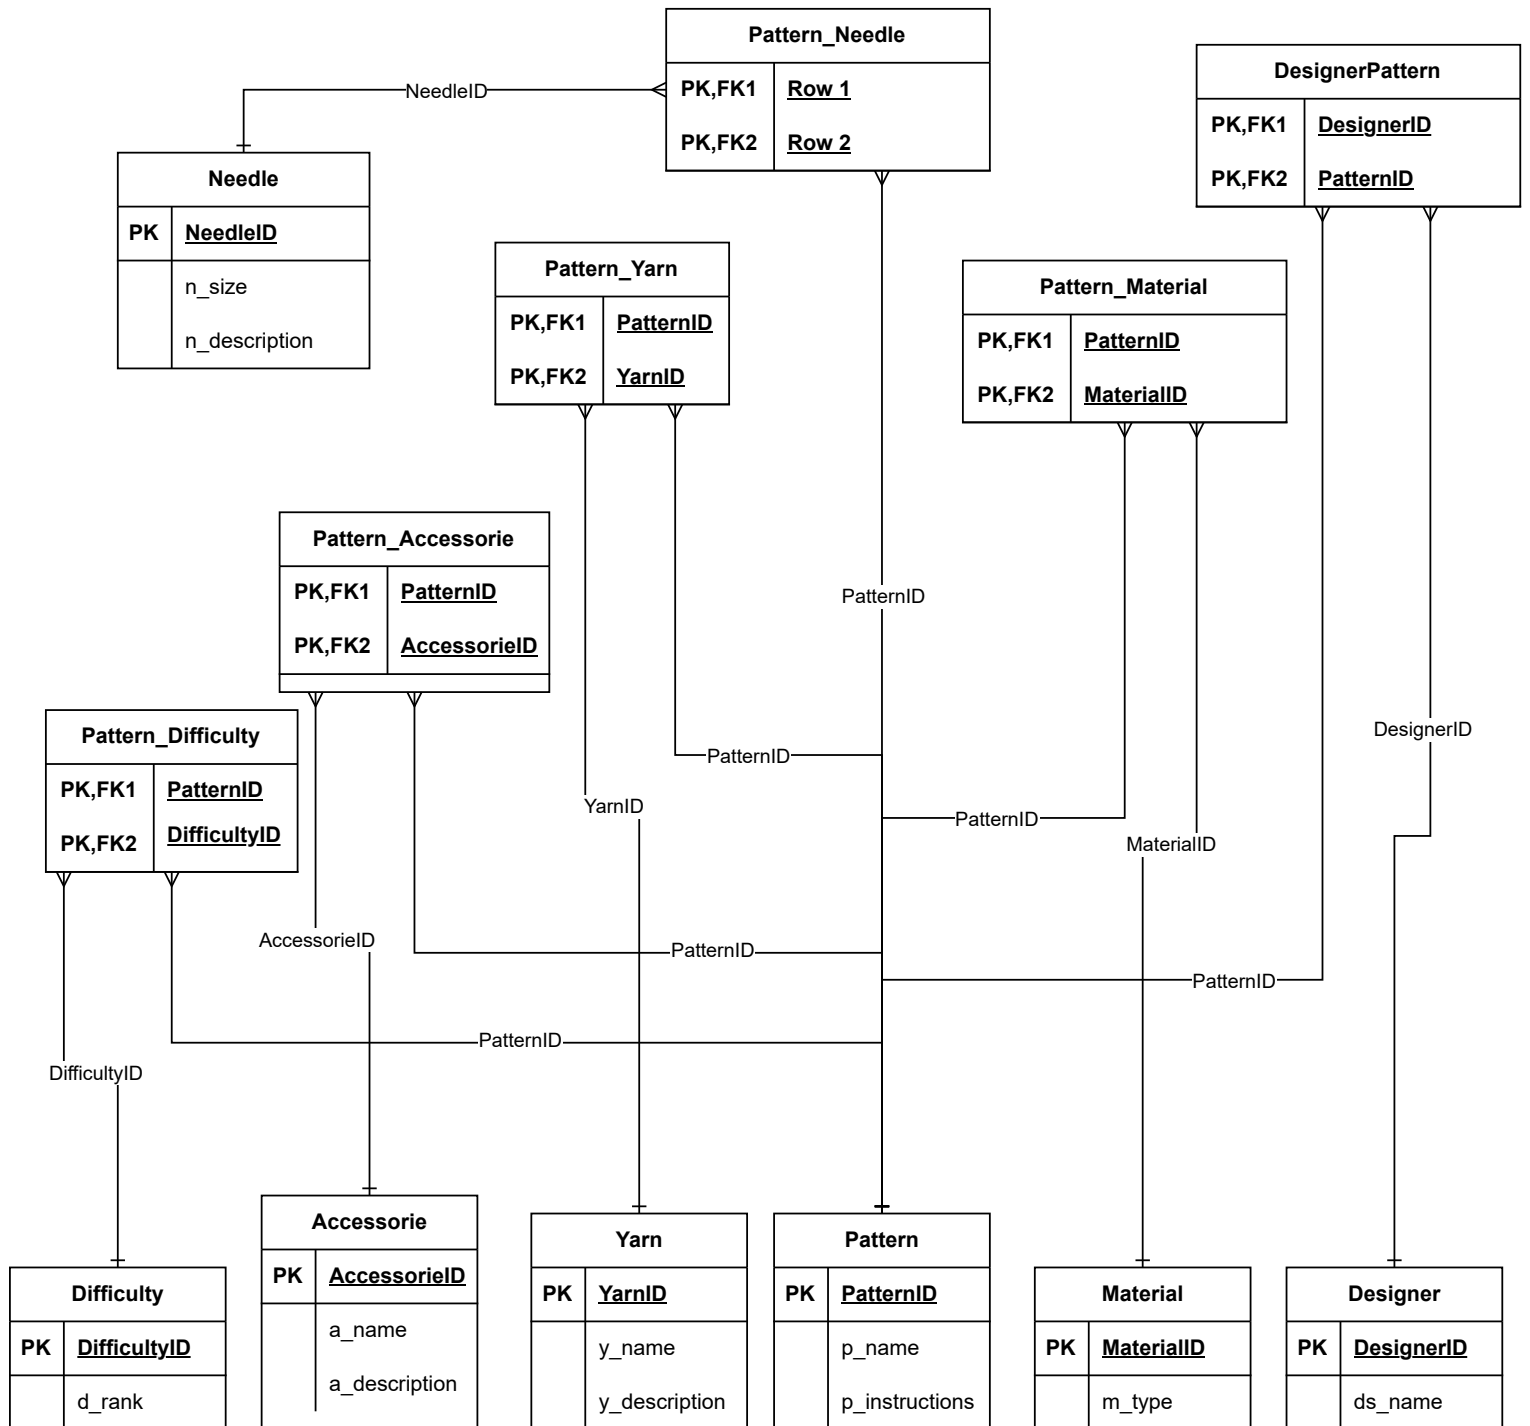 Pattern_Needle
PK,FK1 Row 1
PK,FK2 Row 2
DesignerPattern
PK,FK1 DesignerID
PK,FK2 PatternID
NeedleID
Needle
PK NeedleID
n_size
n_description
Pattern_Yarn
PK,FK1 PatternID
PK,FK2 YarnID
Pattern_Material
PK,FK1 PatternID
PK,FK2 MaterialID
Pattern_Accessorie
PK,FK1 PatternID
PK,FK2 AccessorieID
PatternID
Pattern_Difficulty
PK,FK1 PatternID
PK,FK2 DifficultyID
DesignerID
PatternID
YarnID
PatternID
MaterialID
AccessorieID
PatternID
PatternID
PatternID
DifficultyID
Difficulty
PK DifficultyID
d_rank
Accessorie
PK AccessorieID
a_name
a_description
Yarn
PK YarnID
y_name
y_description
Pattern
PK PatternID
p_name
p_instructions
Material
PK MaterialID
m_type
Designer
PK DesignerID
ds_name